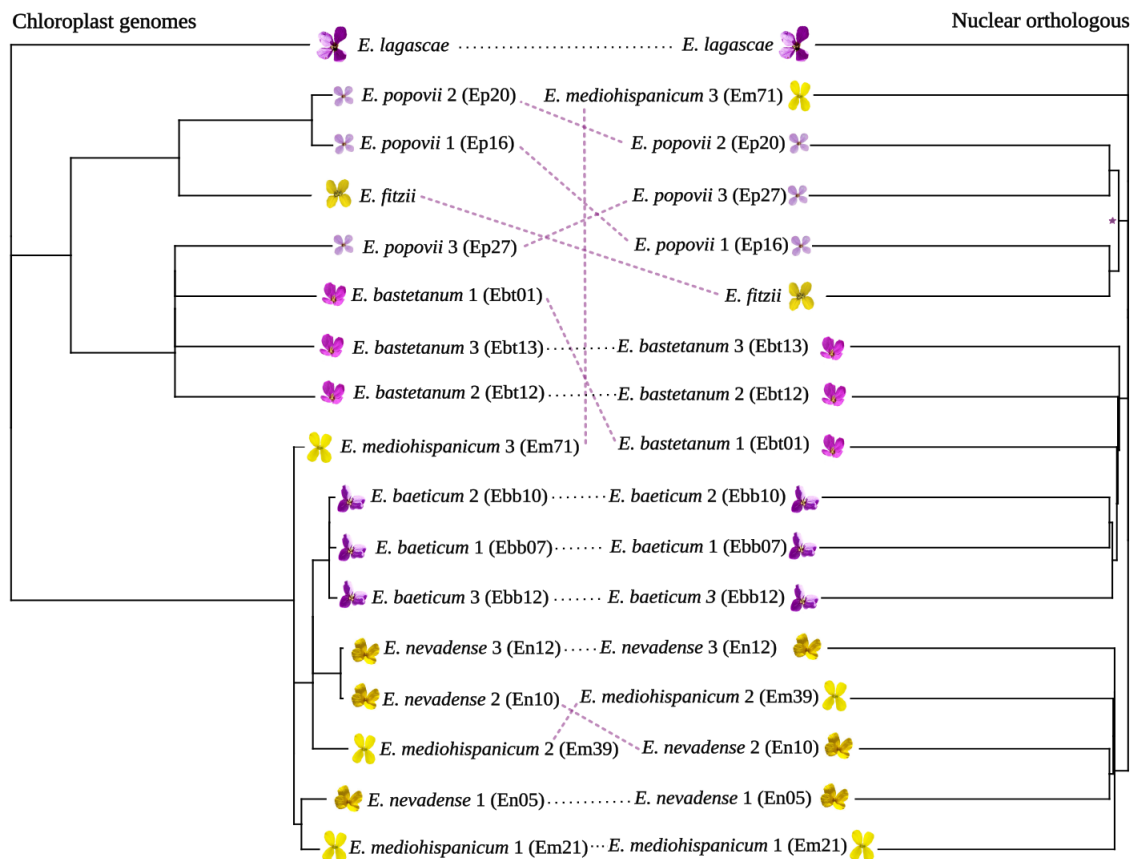 Chloroplast genomes
Nuclear orthologous
E. lagascae
E. lagascae
E. popovii 2 (Ep20)
E. mediohispanicum 3 (Em71)
E. popovii 1 (Ep16)
E. popovii 2 (Ep20)
E. fitzii
E. popovii 3 (Ep27)
E. popovii 3 (Ep27)
E. popovii 1 (Ep16)
E. bastetanum 1 (Ebt01)
E. fitzii
E. bastetanum 3 (Ebt13)
E. bastetanum 3 (Ebt13)
E. bastetanum 2 (Ebt12)
E. bastetanum 2 (Ebt12)
E. mediohispanicum 3 (Em71)
E. bastetanum 1 (Ebt01)
E. baeticum 2 (Ebb10)
E. baeticum 2 (Ebb10)
E. baeticum 1 (Ebb07)
E. baeticum 1 (Ebb07)
E. baeticum 3 (Ebb12)
E. baeticum 3 (Ebb12)
E. nevadense 3 (En12)
E. nevadense 3 (En12)
E. nevadense 2 (En10)
E. mediohispanicum 2 (Em39)
E. mediohispanicum 2 (Em39)
E. nevadense 2 (En10)
E. nevadense 1 (En05)
E. nevadense 1 (En05)
E. mediohispanicum 1 (Em21)
E. mediohispanicum 1 (Em21)